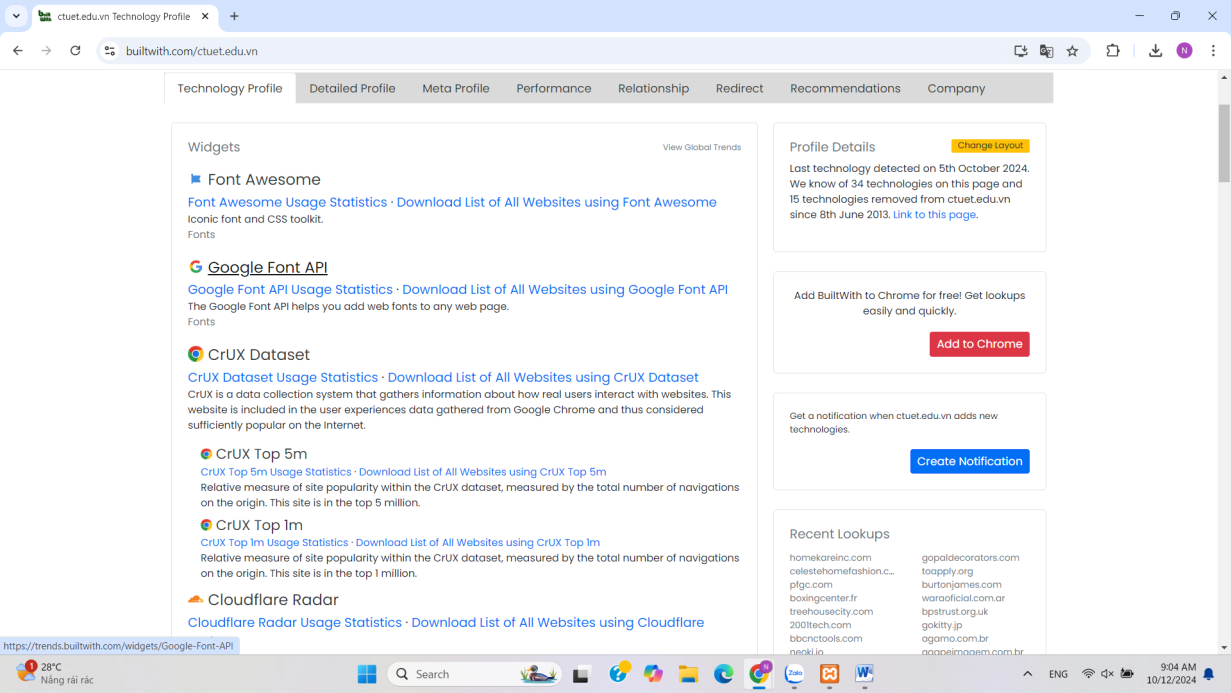 ctuet.edu.vn Technology Profile
builtwith.com/ctuet.edu.vn
N
Technology Profile
Detailed Profile
Meta Profile
Performance
Relationship
Redirect
Recommendations
Company
Widgets
View Global Trends
Font Awesome
Font Awesome Usage Statistics · Download List of All Websites using Font Awesome
Iconic font and CSS toolkit.
Fonts
Google Font API
Google Font API Usage Statistics · Download List of All Websites using Google Font API
The Google Font API helps you add web fonts to any web page.
Fonts
CrUX Dataset
CrUX Dataset Usage Statistics · Download List of All Websites using CrUX Dataset
CrUX is a data collection system that gathers information about how real users interact with websites. This
website is included in the user experiences data gathered from Google Chrome and thus considered
sufficiently popular on the Internet.
CrUX Top 5m
CrUX Top 5m Usage Statistics · Download List of All Websites using CrUX Top 5m
Relative measure of site popularity within the CrUX dataset, measured by the total number of navigations
on the origin. This site is in the top 5 million.
CrUX Top 1m
CrUX Top 1m Usage Statistics · Download List of All Websites using CrUX Top 1m
Relative measure of site popularity within the CrUX dataset, measured by the total number of navigations
on the origin. This site is in the top 1 million.
Cloudflare Radar
Cloudflare Radar Usage Statistics · Download List of All Websites using Cloudflare
Profile Details
Change Layout
Last technology detected on 5th October 2024.
We know of 34 technologies on this page and
15 technologies removed from ctuet.edu.vn
since 8th June 2013. Link to this page.
Add BuiltWith to Chrome for free! Get lookups
easily and quickly.
Add to Chrome
Get a notification when ctuet.edu.vn adds new
technologies.
Create Notification
Recent Lookups
homekareinc.com
gopaldecorators.com
celestehomefashion.c...
toapply.org
pfgc.com
burtonjames.com
boxingcenter.fr
waraoficial.com.ar
treehousecity.com
bpstrust.org.uk
2001tech.com
gokitty.jp
bbcnctools.com
agamo.com.br
neoki.io
agapeimagem.com.br
https://trends.builtwith.com/widgets/Google-Font-API
1
28°C
Nắng rải rác
Search
N
Zalo
W
ENG
9:04 AM
10/12/2024